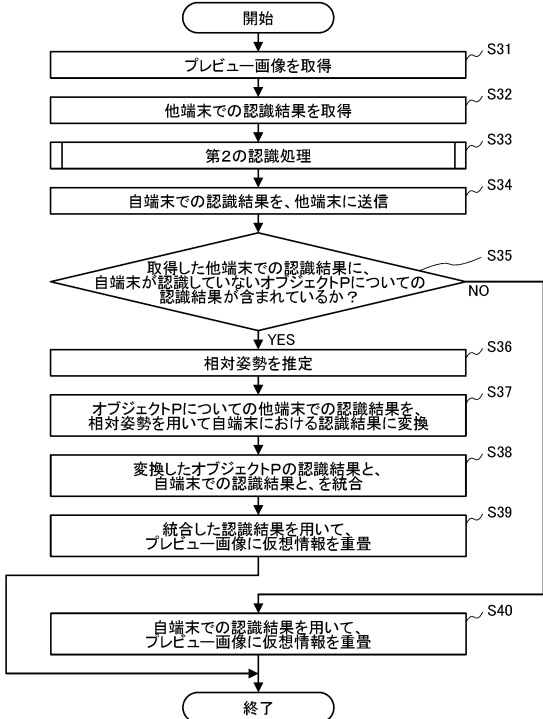 開始
S31
プレビュー画像を取得
S32
他端末での認識結果を取得
S33
第2の認識処理
S34
自端末での認識結果を、他端末に送信
S35
取得した他端末での認識結果に、
自端末が認識していないオブジェクトPについての
認識結果が含まれているか？
NO
YES
S36
相対姿勢を推定
S37
オブジェクトPについての他端末での認識結果を、
相対姿勢を用いて自端末における認識結果に変換
S38
変換したオブジェクトPの認識結果と、
自端末での認識結果と、を統合
S39
統合した認識結果を用いて、
プレビュー画像に仮想情報を重畳
S40
自端末での認識結果を用いて、
プレビュー画像に仮想情報を重畳
終了